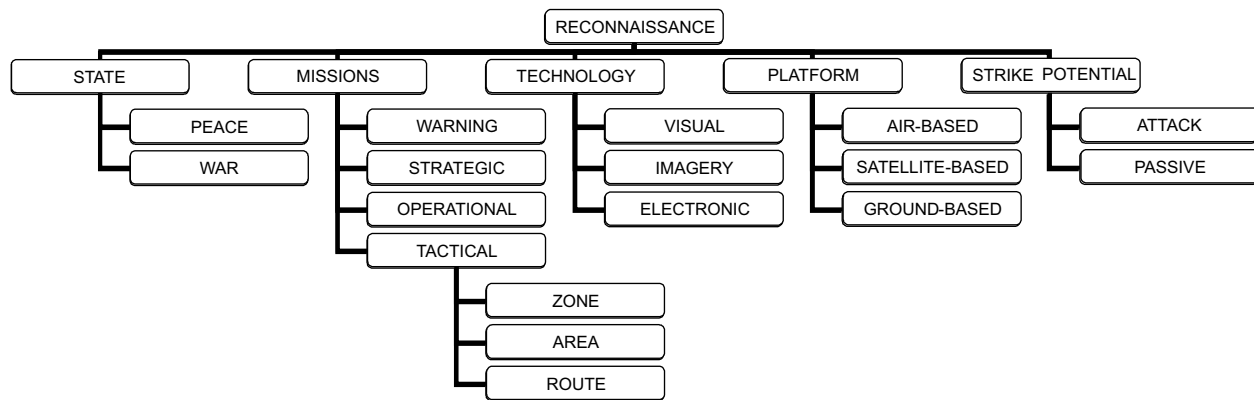 RECONNAISSANCE
STATE
MISSIONS
TECHNOLOGY
PLATFORM
STRIKE POTENTIAL
PEACE
WAR
WARNING
STRATEGIC
OPERATIONAL
TACTICAL
ZONE
AREA
ROUTE
VISUAL
IMAGERY
ELECTRONIC
AIR-BASED
SATELLITE-BASED
GROUND-BASED
ATTACK
PASSIVE